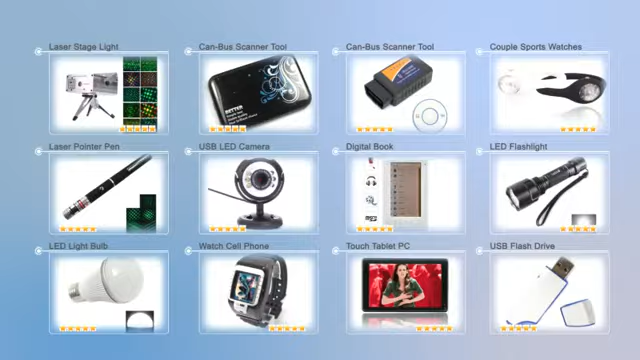 Laser Stage Light
Can-Bus Scanner Tool
Can-Bus Scanner Tool
Couple Sports Watches
Laser Pointer Pen
USB LED Camera
Digital Book
LED Flashlight
LED Light Bulb
Watch Cell Phone
Touch Tablet PC
USB Flash Drive